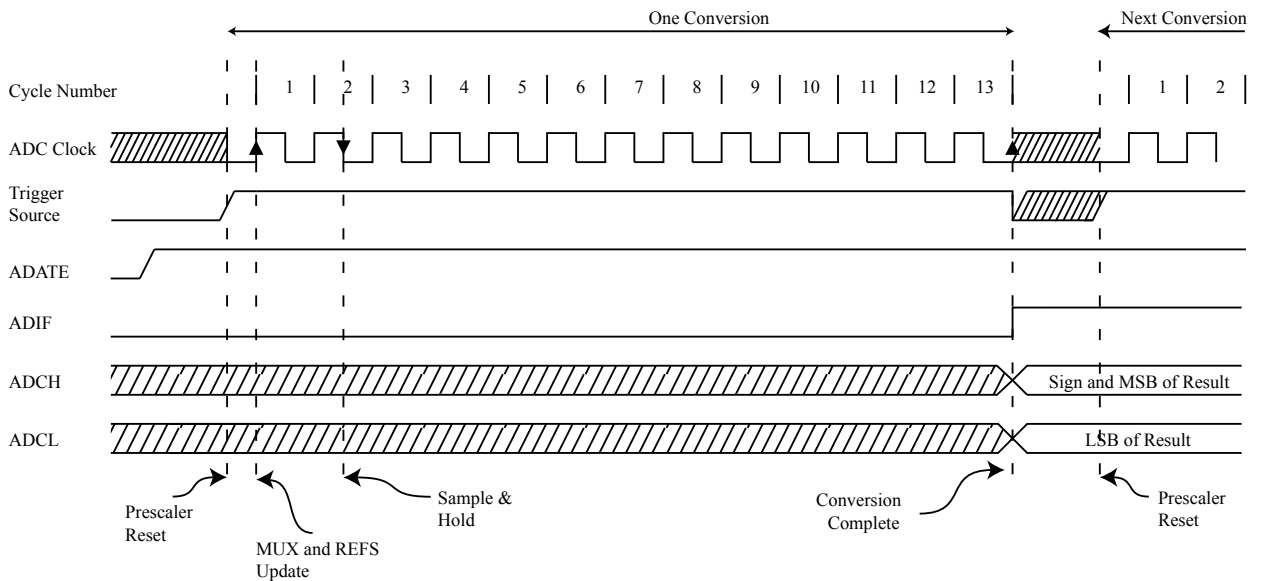 One Conversion Next Conversion
Cycle Number 1 2 3 4 5 6 7 8 9 10 11 12 13 1 2
ADC Clock
Trigger
Source
ADATE
ADIF
ADCH Sign and MSB of Result
ADCL LSB of Result
Prescaler
Reset
MUX and REFS
Update
Sample &
Hold
Conversion
Complete
Prescaler
Reset